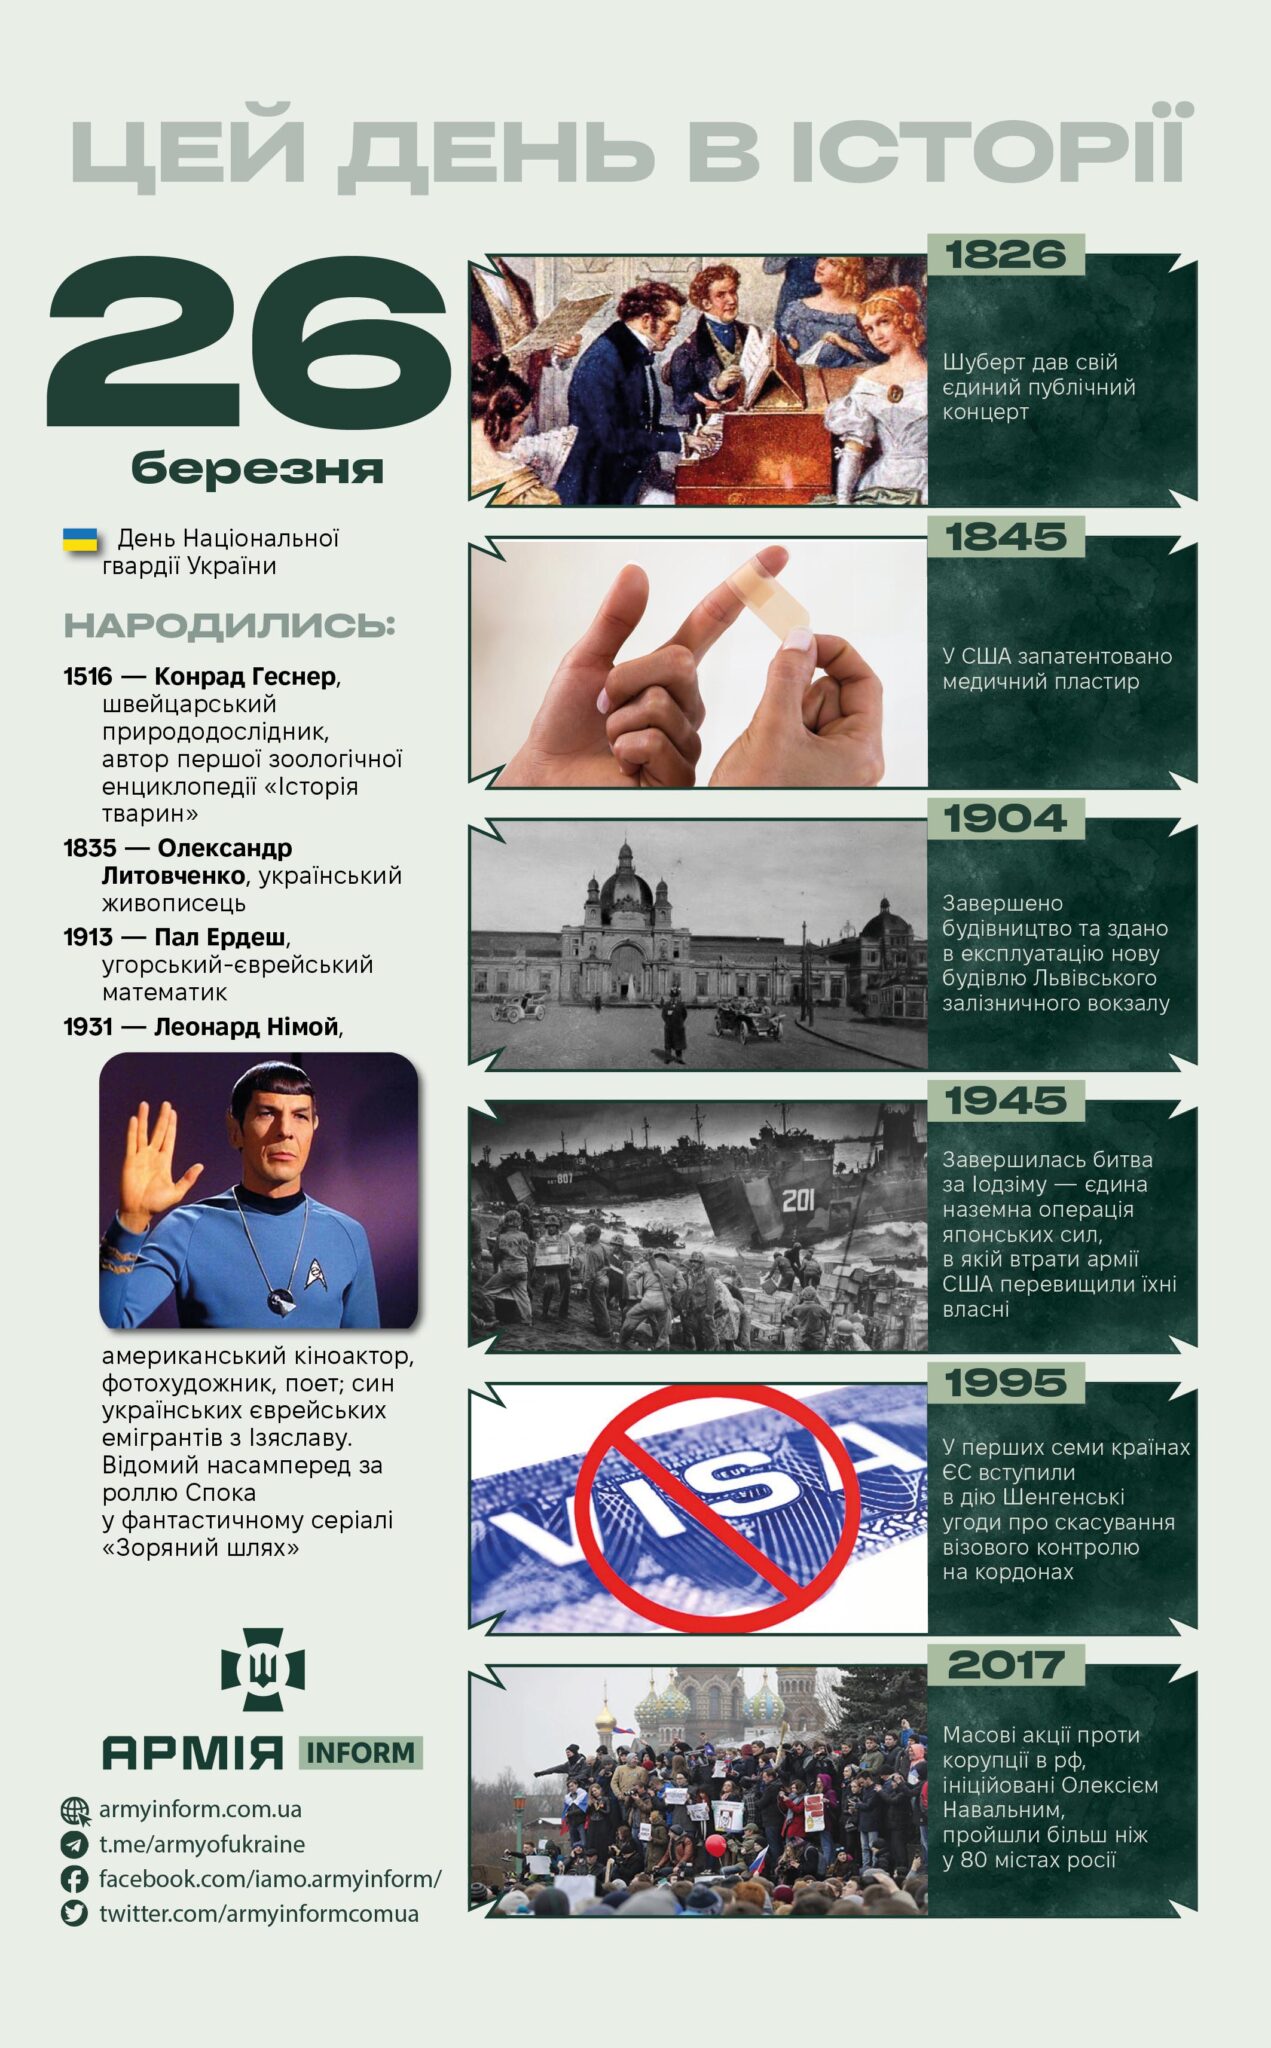 ЦЕЙ ДЕНЬ В ІСТОРІЇ
26
березня
День Національної
гвардії України
НАРОДИЛИСЬ:
1516 — Конрад Геснер,
швейцарський
природодослідник,
автор першої зоологічної
енциклопедії «Історія
тварин»
1835 — Олександр
Литовченко, український
живописець
1913 — Пал Ердеш,
угорський-єврейський
математик
1931 — Леонард Німой,
американський кіноактор,
фотохудожник, поет; син
українських єврейських
емігрантів з Ізяславу.
Відомий насамперед за
роллю Спока
у фантастичному серіалі
«Зоряний шлях»
АРМІЯ INFORM
armyinform.com.ua
t.me/armyofukraine
facebook.com/iamo.armyinform/
twitter.com/armyinformcomua
1826
Шуберт дав свій
єдиний публічний
концерт
1845
У США запатентовано
медичний пластир
1904
Завершено
будівництво та здано
в експлуатацію нову
будівлю Львівського
залізничного вокзалу
1945
807
201
Завершилась битва
за Іодзіму — єдина
наземна операція
японських сил,
в якій втрати армії
США перевищили їхні
власні
1995
VISA
У перших семи країнах
ЄС вступили
в дію Шенгенські
угоди про скасування
візового контролю
на кордонах
2017
Масові акції проти
корупції в рф,
ініційовані Олексієм
Навальним,
пройшли більш ніж
у 80 містах росії